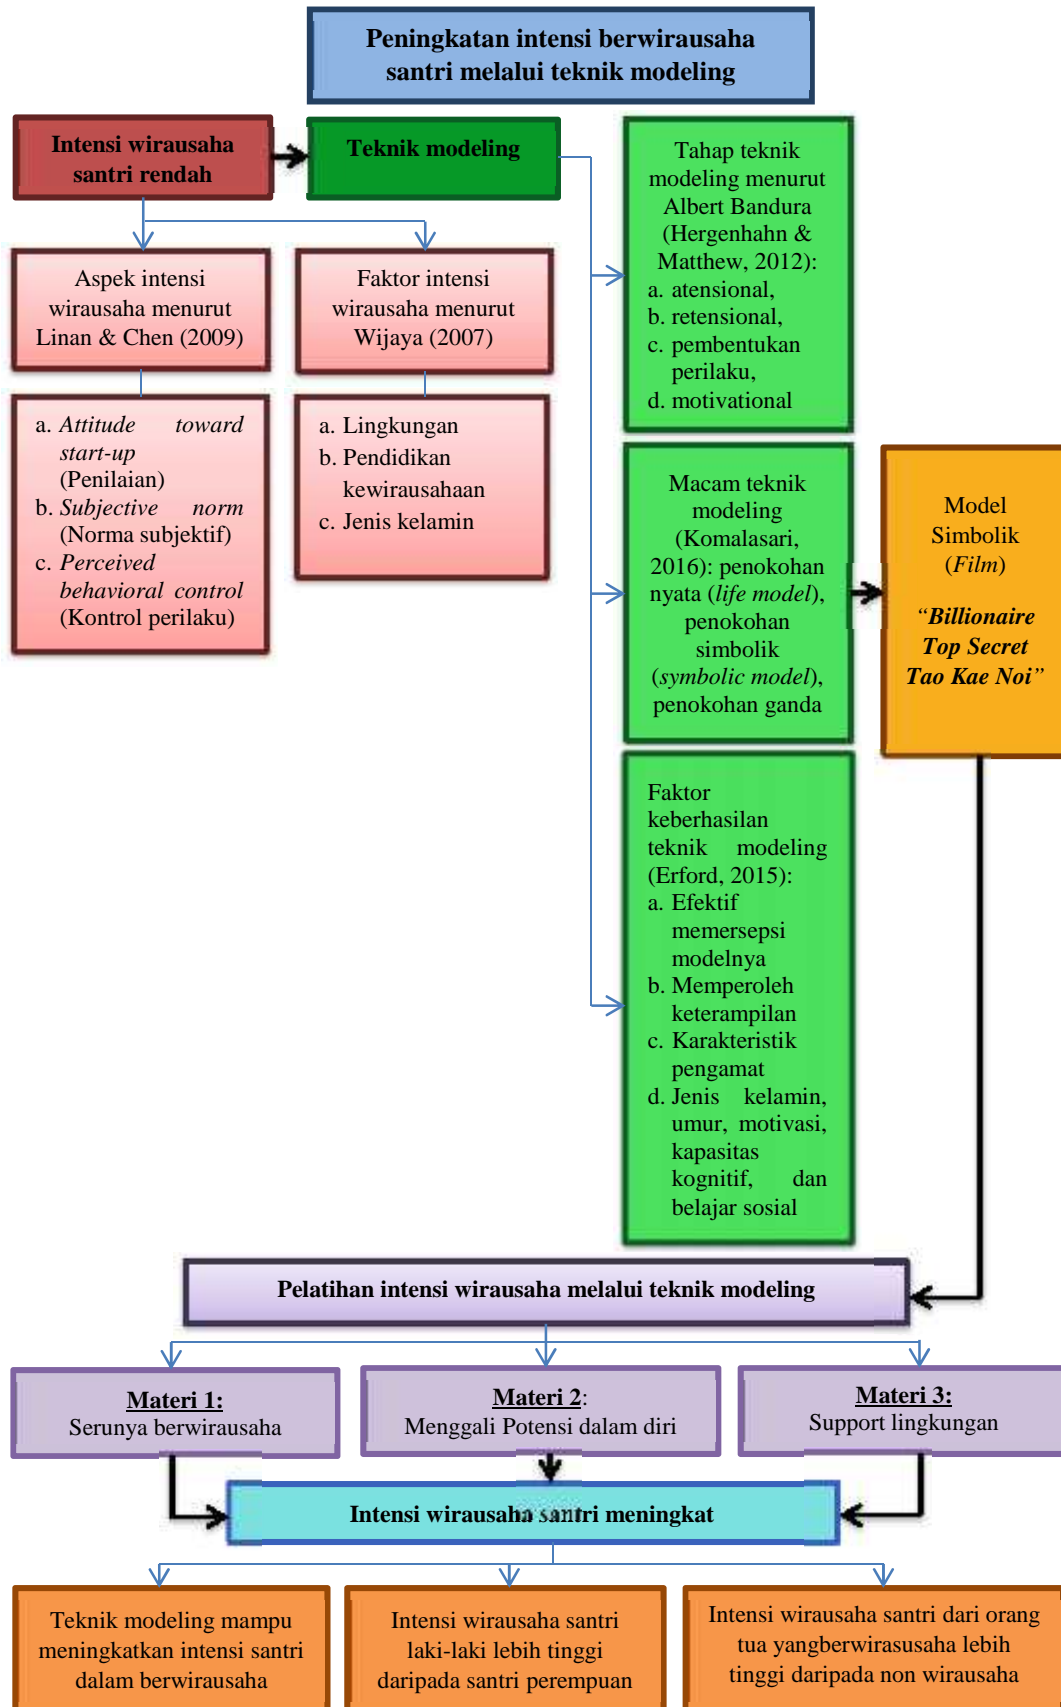 Peningkatan intensi berwirausaha
santri melalui teknik modeling
Intensi wirausaha
santri rendah
Teknik modeling
Aspek intensi
wirausaha menurut
Linan & Chen (2009)
Faktor intensi
wirausaha menurut
Wijaya (2007)
a. Attitude toward
start-up
(Penilaian)
b. Subjective norm
(Norma subjektif)
c. Perceived
behavioral control
(Kontrol perilaku)
a. Lingkungan
b. Pendidikan
kewirausahaan
c. Jenis kelamin
Tahap teknik
modeling menurut
Albert Bandura
(Hergenhahn &
Matthew, 2012):
a. atensional,
b. retensional,
c. pembentukan
perilaku,
d. motivational
Macam teknik
modeling
(Komalasari,
2016): penokohan
nyata (life model),
penokohan
simbolik
(symbolic model),
penokohan ganda
Model
Simbolik
(Film)
“Billionaire
Top Secret
Tao Kae Noi”
Faktor
keberhasilan
teknik modeling
(Erford, 2015):
a. Efektif
memersepsi
modelnya
b. Memperoleh
keterampilan
c. Karakteristik
pengamat
d. Jenis kelamin,
umur, motivasi,
kapasitas
kognitif, dan
belajar sosial
Pelatihan intensi wirausaha melalui teknik modeling
Materi 1:
Serunya berwirausaha
Materi 2:
Menggali Potensi dalam diri
Materi 3:
Support lingkungan
Intensi wirausaha santri meningkat
Teknik modeling mampu
meningkatkan intensi santri
dalam berwirausaha
Intensi wirausaha santri
laki-laki lebih tinggi
daripada santri perempuan
Intensi wirausaha santri dari orang
tua yangberwirasusaha lebih
tinggi daripada non wirausaha